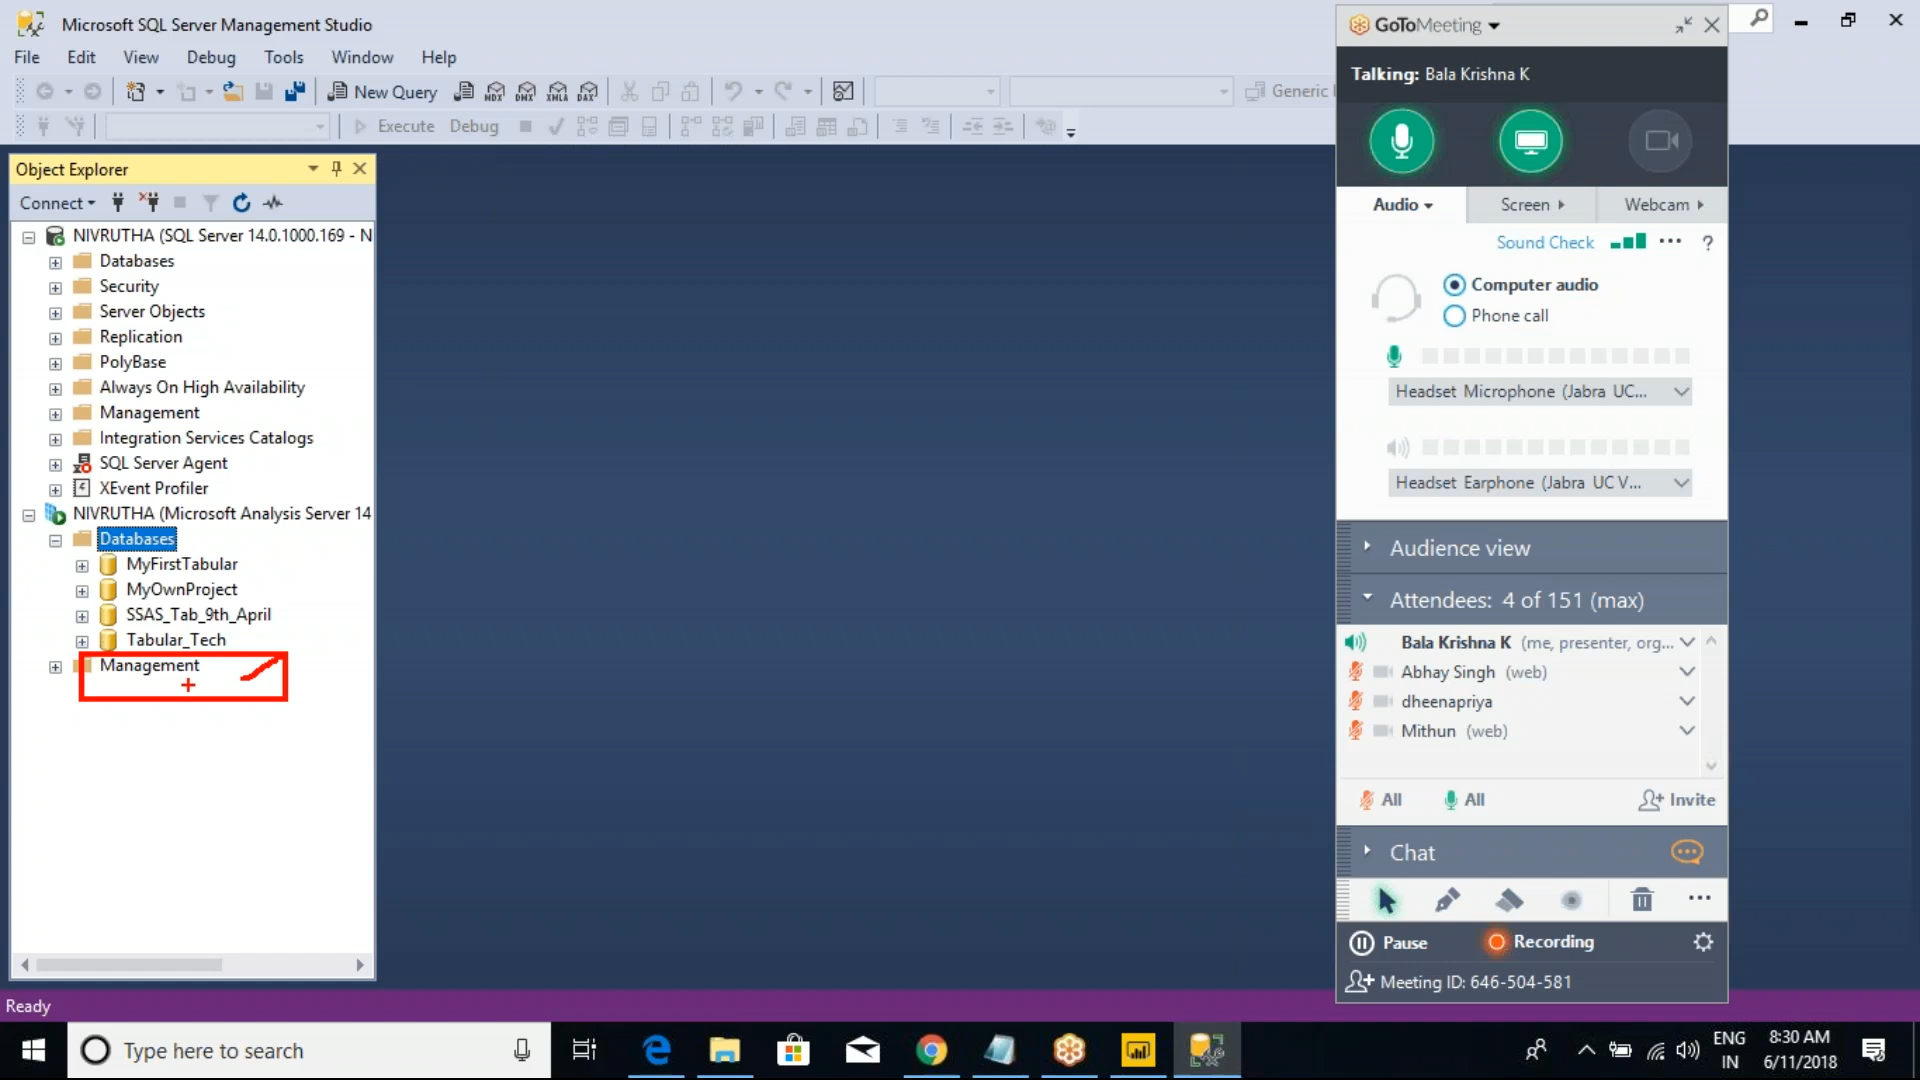 Microsoft SQL Server Management Studio
File Edit View Debug Tools Window Help
New Query MDX DMX XMLA DAX
Generic
Execute Debug
Object Explorer
Connect
NIVRUTHA (SQL Server 14.0.1000.169 - N
Databases
Security
Server Objects
Replication
PolyBase
Always On High Availability
Management
Integration Services Catalogs
SQL Server Agent
XEvent Profiler
NIVRUTHA (Microsoft Analysis Server 14
Databases
MyFirstTabular
MyOwnProject
SSAS_Tab_9th_April
Tabular_Tech
Management
Ready
GoToMeeting
Talking: Bala Krishna K
Audio Screen Webcam
Sound Check ... ?
Computer audio
Phone call
Headset Microphone (Jabra UC...
Headset Earphone (Jabra UC V...
Audience view
Attendees: 4 of 151 (max)
Bala Krishna K (me, presenter, org...
Abhay Singh (web)
dheenapriya
Mithun (web)
All All Invite
Chat
Pause Recording
Meeting ID: 646-504-581
Type here to search
ENG
IN
8:30 AM
6/11/2018